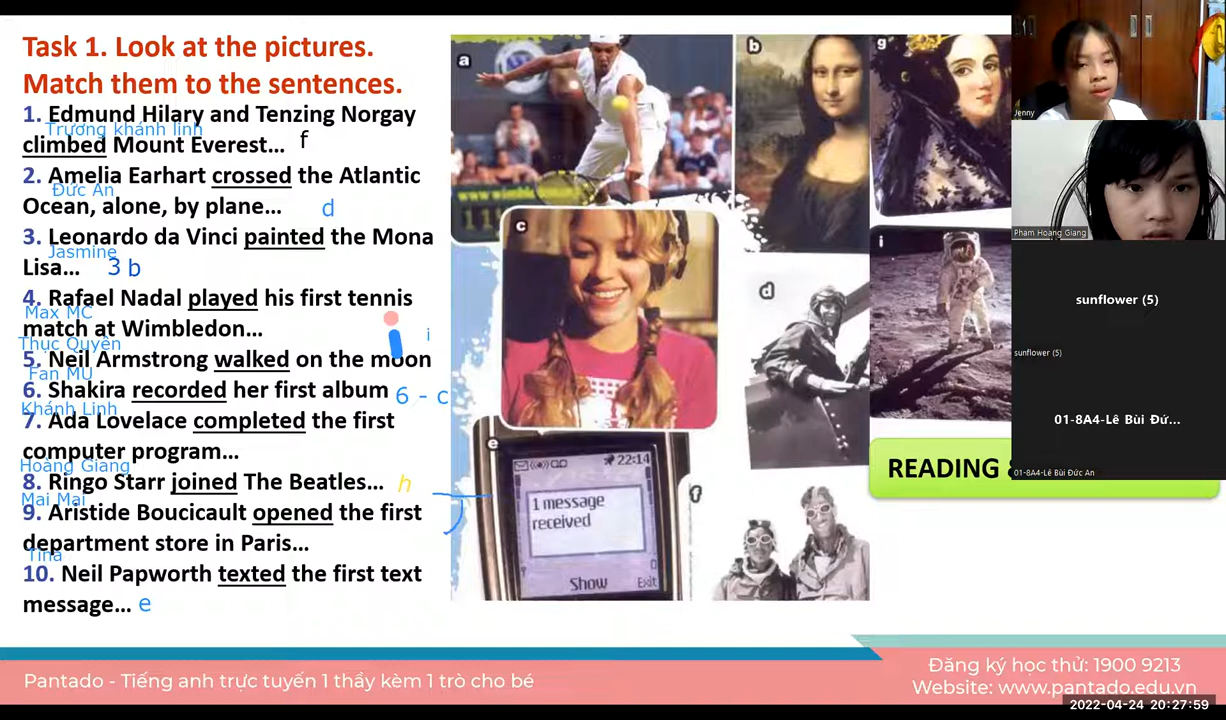 Task 1. Look at the pictures.
Match them to the sentences.
1. Edmund Hilary and Tenzing Norgay
Trương khánh linh
climbed Mount Everest... f
2. Amelia Earhart crossed the Atlantic
Đức An
Ocean, alone, by plane... d
3. Leonardo da Vinci painted the Mona
Jasmine
Lisa... 3 b
4. Rafael Nadal played his first tennis
Max MC
match at Wimbledon...
i
Thục Quyên
5. Neil Armstrong walked on the moon
Fan MU
6. Shakira recorded her first album 6 - c
Khánh Linh
7. Ada Lovelace completed the first
computer program...
Hoàng Giang
8. Ringo Starr joined The Beatles... h
Mai Mai
9. Aristide Boucicault opened the first
department store in Paris...
Tina
10. Neil Papworth texted the first text
message... e
a
b
g
c
d
i
e
22:14
1 message
received
Show Exit
f
READING
Jenny
Phạm Hoàng Giang
sunflower (5)
sunflower (5)
01-8A4-Lê Bùi Đứ...
01-8A4-Lê Bùi Đức An
Pantado - Tiếng anh trực tuyến 1 thầy kèm 1 trò cho bé
Đăng ký học thử: 1900 9213
Website: www.pantado.edu.vn
2022-04-24 20:27:59